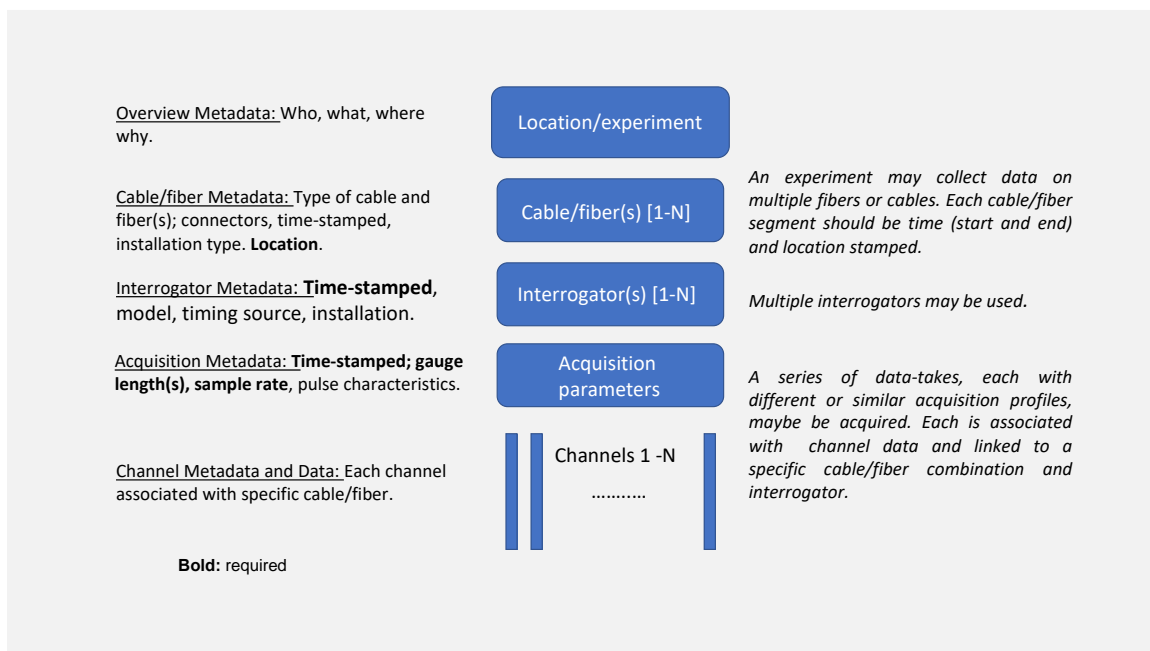 Overview Metadata: Who, what, where
why.
Location/experiment
Cable/fiber Metadata: Type of cable and
fiber(s); connectors, time-stamped,
installation type. Location.
Cable/fiber(s) [1-N]
An experiment may collect data on
multiple fibers or cables. Each cable/fiber
segment should be time (start and end)
and location stamped.
Interrogator Metadata: Time-stamped,
model, timing source, installation.
Interrogator(s) [1-N]
Multiple interrogators may be used.
Acquisition Metadata: Time-stamped; gauge
length(s), sample rate, pulse characteristics.
Acquisition
parameters
A series of data-takes, each with
different or similar acquisition profiles,
maybe be acquired. Each is associated
with channel data and linked to a
specific cable/fiber combination and
interrogator.
Channel Metadata and Data: Each channel
associated with specific cable/fiber.
Channels 1 -N
...........
Bold: required